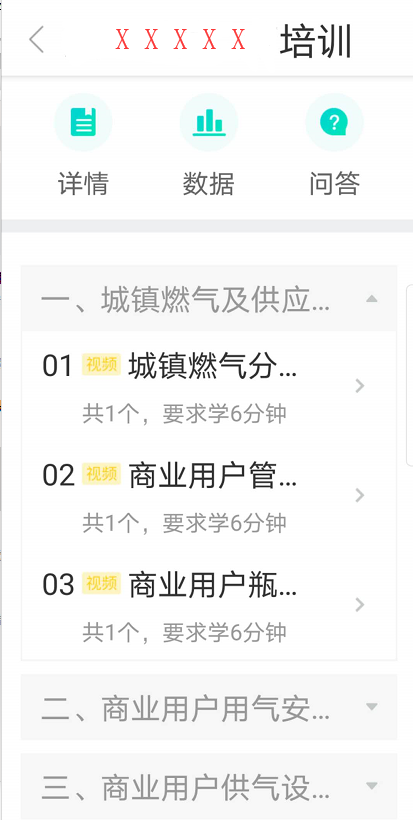 X X X X X 培训
详情 数据 问答
一、城镇燃气及供应...
01 视频 城镇燃气分...
共1个，要求学6分钟
02 视频 商业用户管...
共1个，要求学6分钟
03 视频 商业用户瓶...
共1个，要求学6分钟
二、商业用户用气安...
三、商业用户供气设...